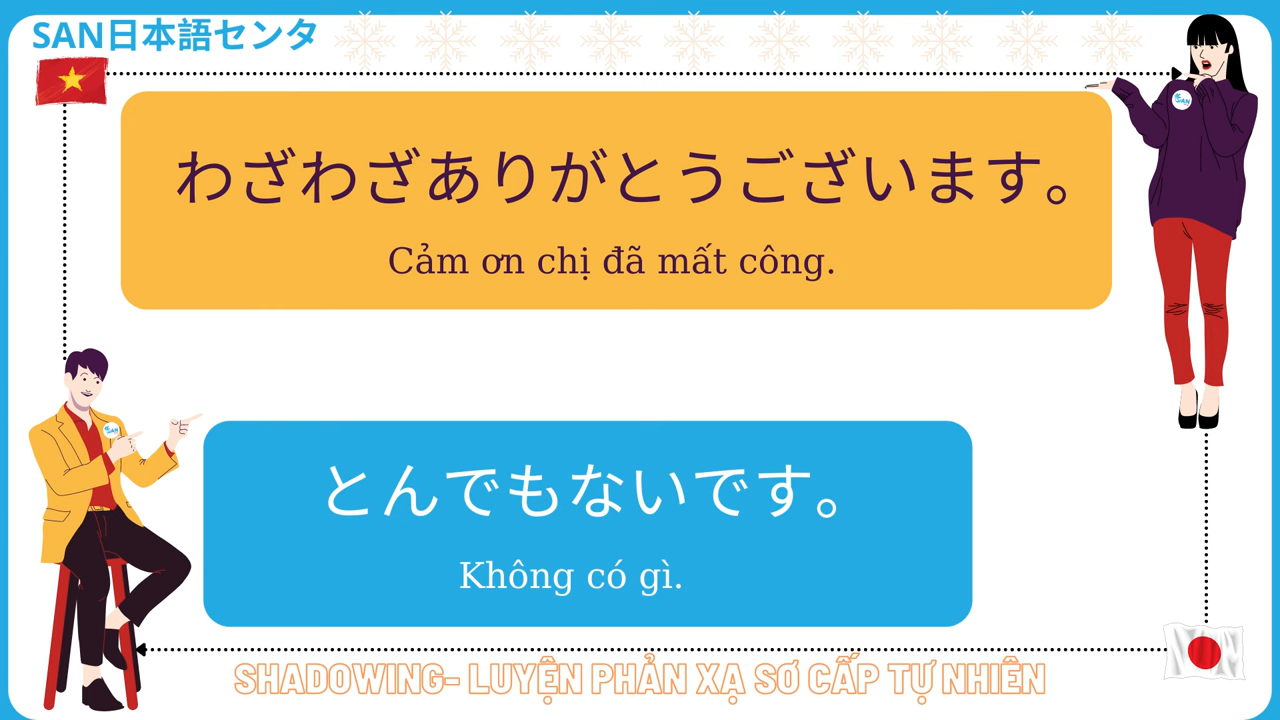 SAN日本語センタ
わざわざありがとうございます。
Cảm ơn chị đã mất công.
とんでもないです。
Không có gì.
SHADOWING- LUYỆN PHẢN XẠ SƠ CẤP TỰ NHIÊN